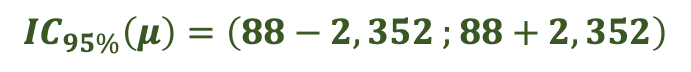 IC₉₅%(μ) = (88 − 2,352 ; 88 + 2,352)